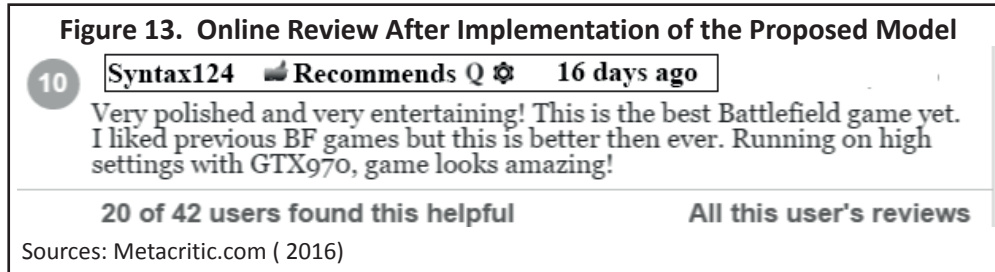 Figure 13. Online Review After Implementation of the Proposed Model
10 Syntax124 Recommends Q 16 days ago
Very polished and very entertaining! This is the best Battlefield game yet.
I liked previous BF games but this is better then ever. Running on high
settings with GTX970, game looks amazing!
20 of 42 users found this helpful All this user's reviews
Sources: Metacritic.com ( 2016)